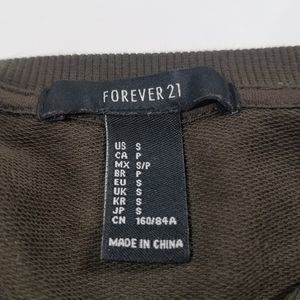 FOREVER 21
US S
CA P
MX S/P
BR P
EU S
UK S
KR S
JP S
CN 160/84A
MADE IN CHINA